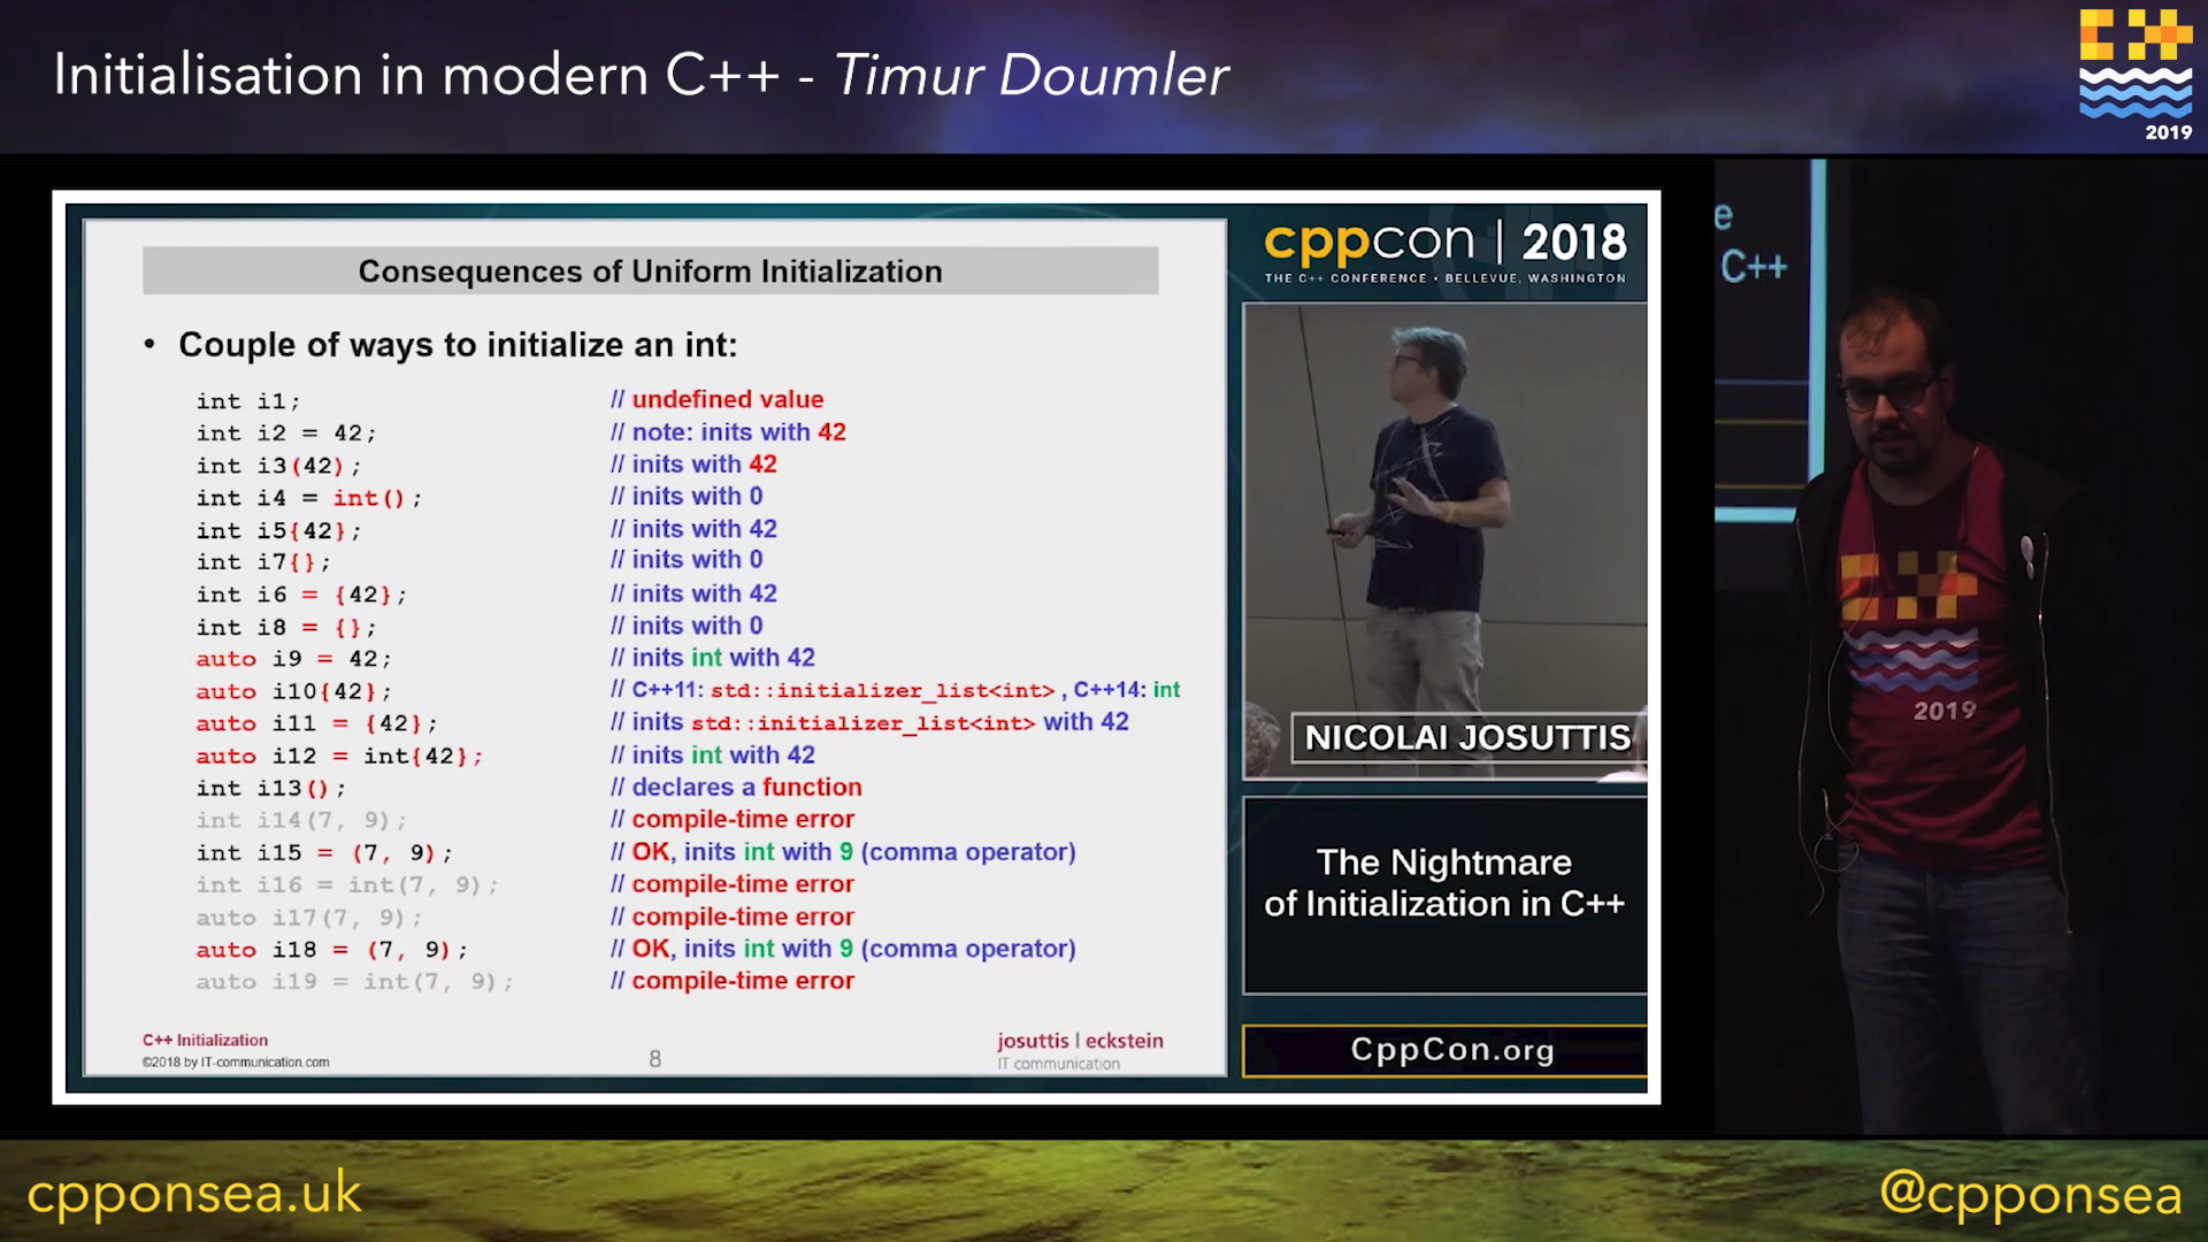 Initialisation in modern C++ - Timur Doumler
2019
Consequences of Uniform Initialization
• Couple of ways to initialize an int:
int i1; // undefined value
int i2 = 42; // note: inits with 42
int i3(42); // inits with 42
int i4 = int(); // inits with 0
int i5{42}; // inits with 42
int i7{}; // inits with 0
int i6 = {42}; // inits with 42
int i8 = {}; // inits with 0
auto i9 = 42; // inits int with 42
auto i10{42}; // C++11: std::initializer_list<int>, C++14: int
auto i11 = {42}; // inits std::initializer_list<int> with 42
auto i12 = int{42}; // inits int with 42
int i13(); // declares a function
int i14(7, 9); // compile-time error
int i15 = (7, 9); // OK, inits int with 9 (comma operator)
int i16 = int(7, 9); // compile-time error
auto i17(7, 9); // compile-time error
auto i18 = (7, 9); // OK, inits int with 9 (comma operator)
auto i19 = int(7, 9); // compile-time error
C++ Initialization
©2018 by IT-communication.com
8
josuttis | eckstein
IT communication
cppcon | 2018
THE C++ CONFERENCE • BELLEVUE, WASHINGTON
NICOLAI JOSUTTIS
The Nightmare
of Initialization in C++
CppCon.org
e
C++
2019
cpponsea.uk
@cpponsea